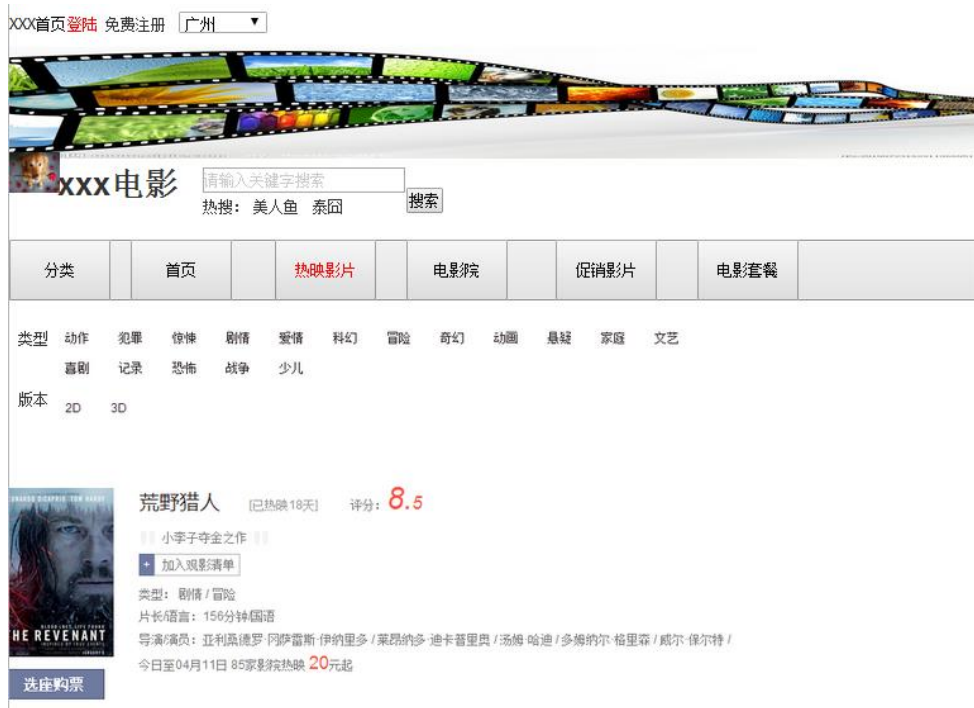 XXX首页登陆 免费注册 广州
xxx电影
请输入关键字搜索
搜索
热搜： 美人鱼 泰囧
分类 首页 热映影片 电影院 促销影片 电影套餐
类型 动作 犯罪 惊悚 剧情 爱情 科幻 冒险 奇幻 动画 悬疑 家庭 文艺
喜剧 记录 恐怖 战争 少儿
版本 2D 3D
荒野猎人 [已热映18天] 评分：8.5
小李子夺金之作
+ 加入观影清单
类型： 剧情 / 冒险
片长/语言： 156分钟/国语
导演/演员： 亚利桑德罗·冈萨雷斯·伊纳里多 / 莱昂纳多·迪卡普里奥 / 汤姆·哈迪 / 多姆纳尔·格里森 / 威尔·保尔特 /
今日至04月11日 85家影院热映 20元起
HE REVENANT
选座购票